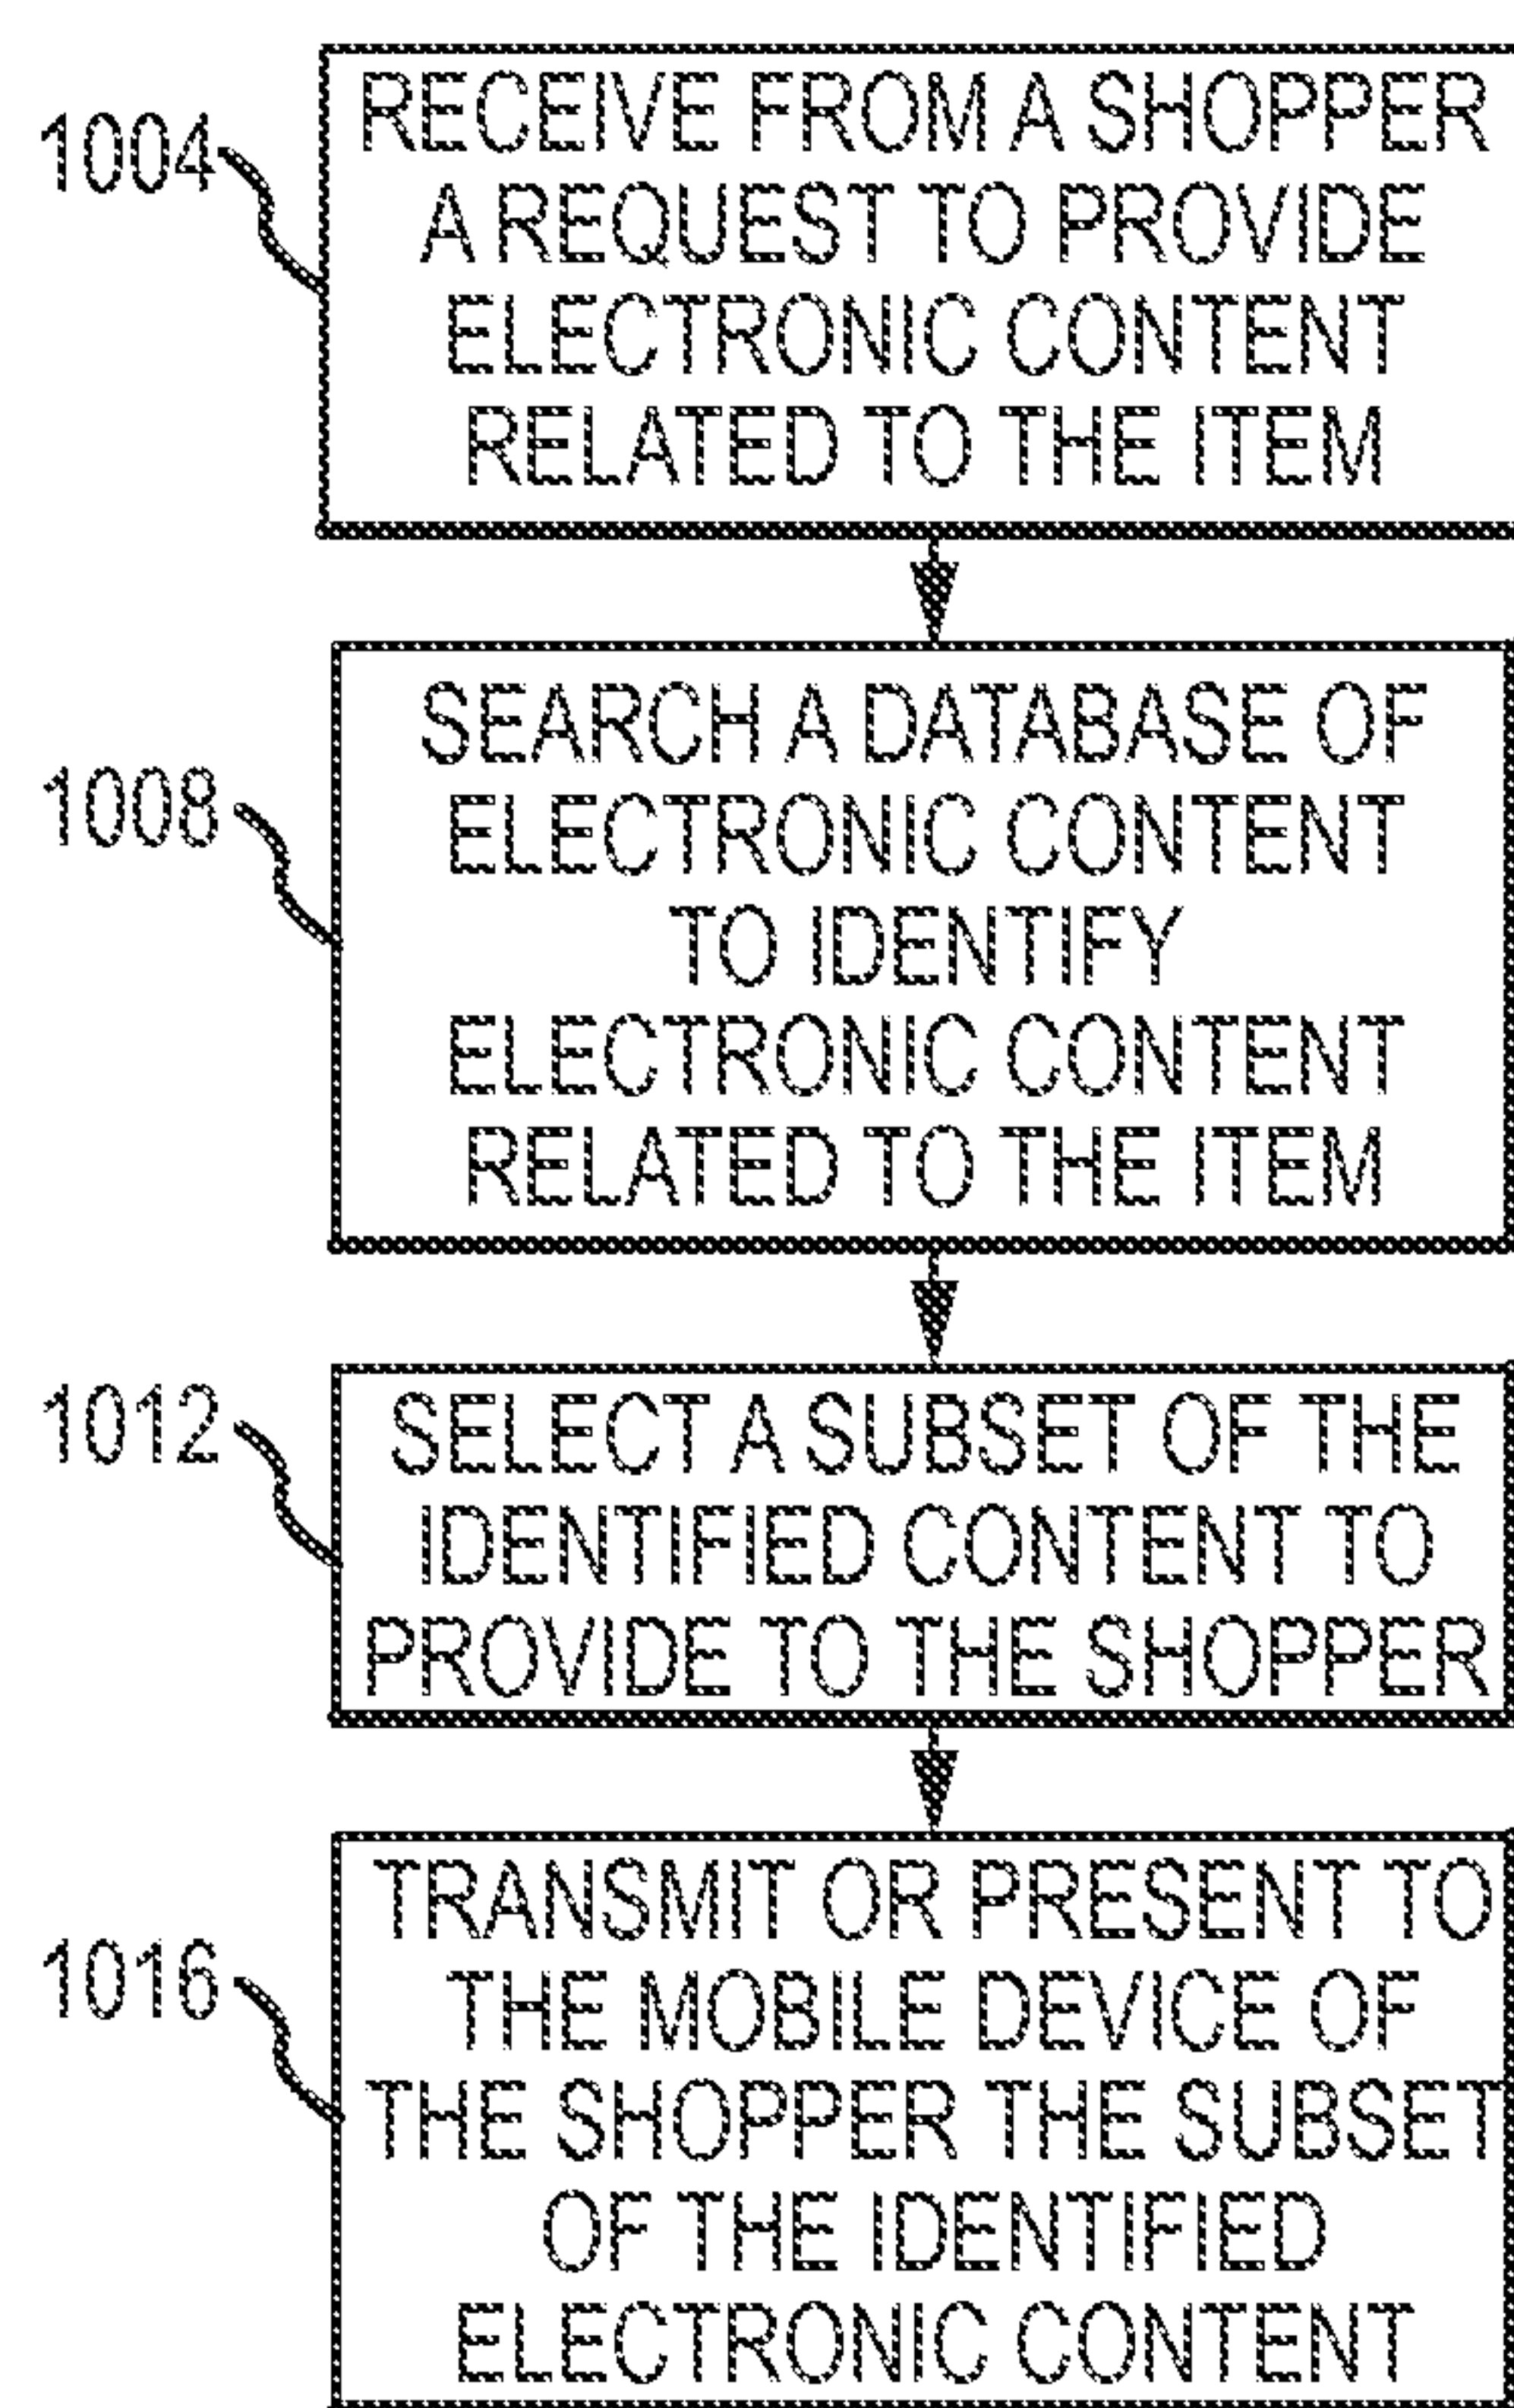 1004
RECEIVE FROM A SHOPPER
A REQUEST TO PROVIDE
ELECTRONIC CONTENT
RELATED TO THE ITEM
1008
SEARCH A DATABASE OF
ELECTRONIC CONTENT
TO IDENTIFY
ELECTRONIC CONTENT
RELATED TO THE ITEM
1012
SELECT A SUBSET OF THE
IDENTIFIED CONTENT TO
PROVIDE TO THE SHOPPER
1016
TRANSMIT OR PRESENT TO
THE MOBILE DEVICE OF
THE SHOPPER THE SUBSET
OF THE IDENTIFIED
ELECTRONIC CONTENT